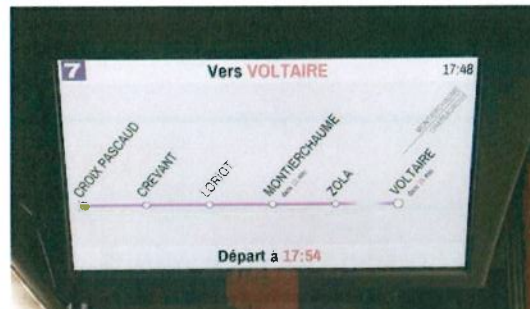 7
Vers VOLTAIRE
17:48
CROIX PASCAUD
CREVANT
LORIOT
MONTIERCHAUME
ZOLA
VOLTAIRE
Départ à 17:54